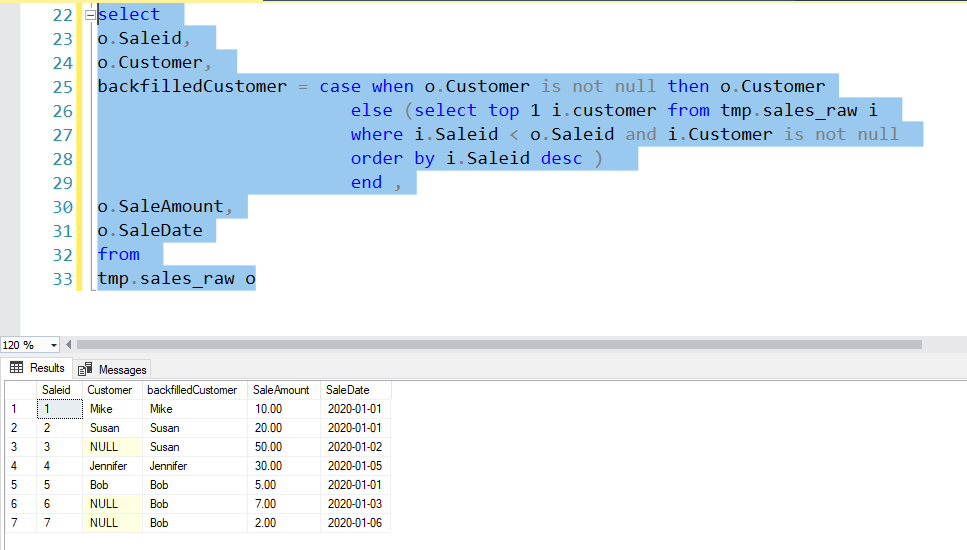 22 select
23 o.Saleid,
24 o.Customer,
25 backfilledCustomer = case when o.Customer is not null then o.Customer
26 else (select top 1 i.customer from tmp.sales_raw i
27 where i.Saleid < o.Saleid and i.Customer is not null
28 order by i.Saleid desc )
29 end ,
30 o.SaleAmount,
31 o.SaleDate
32 from
33 tmp.sales_raw o
120 %
Results Messages
Saleid Customer backfilledCustomer SaleAmount SaleDate
1 1 Mike Mike 10.00 2020-01-01
2 2 Susan Susan 20.00 2020-01-01
3 3 NULL Susan 50.00 2020-01-02
4 4 Jennifer Jennifer 30.00 2020-01-05
5 5 Bob Bob 5.00 2020-01-01
6 6 NULL Bob 7.00 2020-01-03
7 7 NULL Bob 2.00 2020-01-06